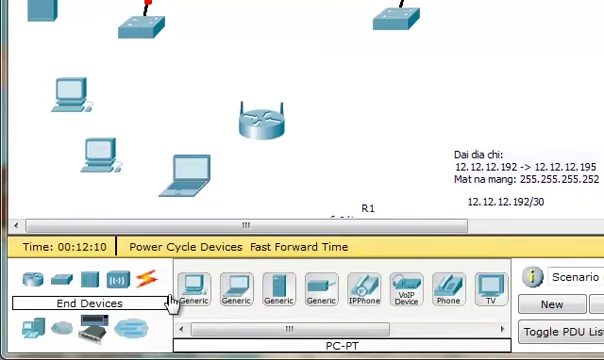 Dai dia chi:
12.12.12.192 -> 12.12.12.195
Mat na mang: 255.255.255.252
12.12.12.192/30
R1
Time: 00:12:10
Power Cycle Devices Fast Forward Time
End Devices
Generic
Generic
Generic
Generic
IPPhone
VoIP
Device
Phone
TV
PC-PT
i
Scenario
New
Toggle PDU Lis